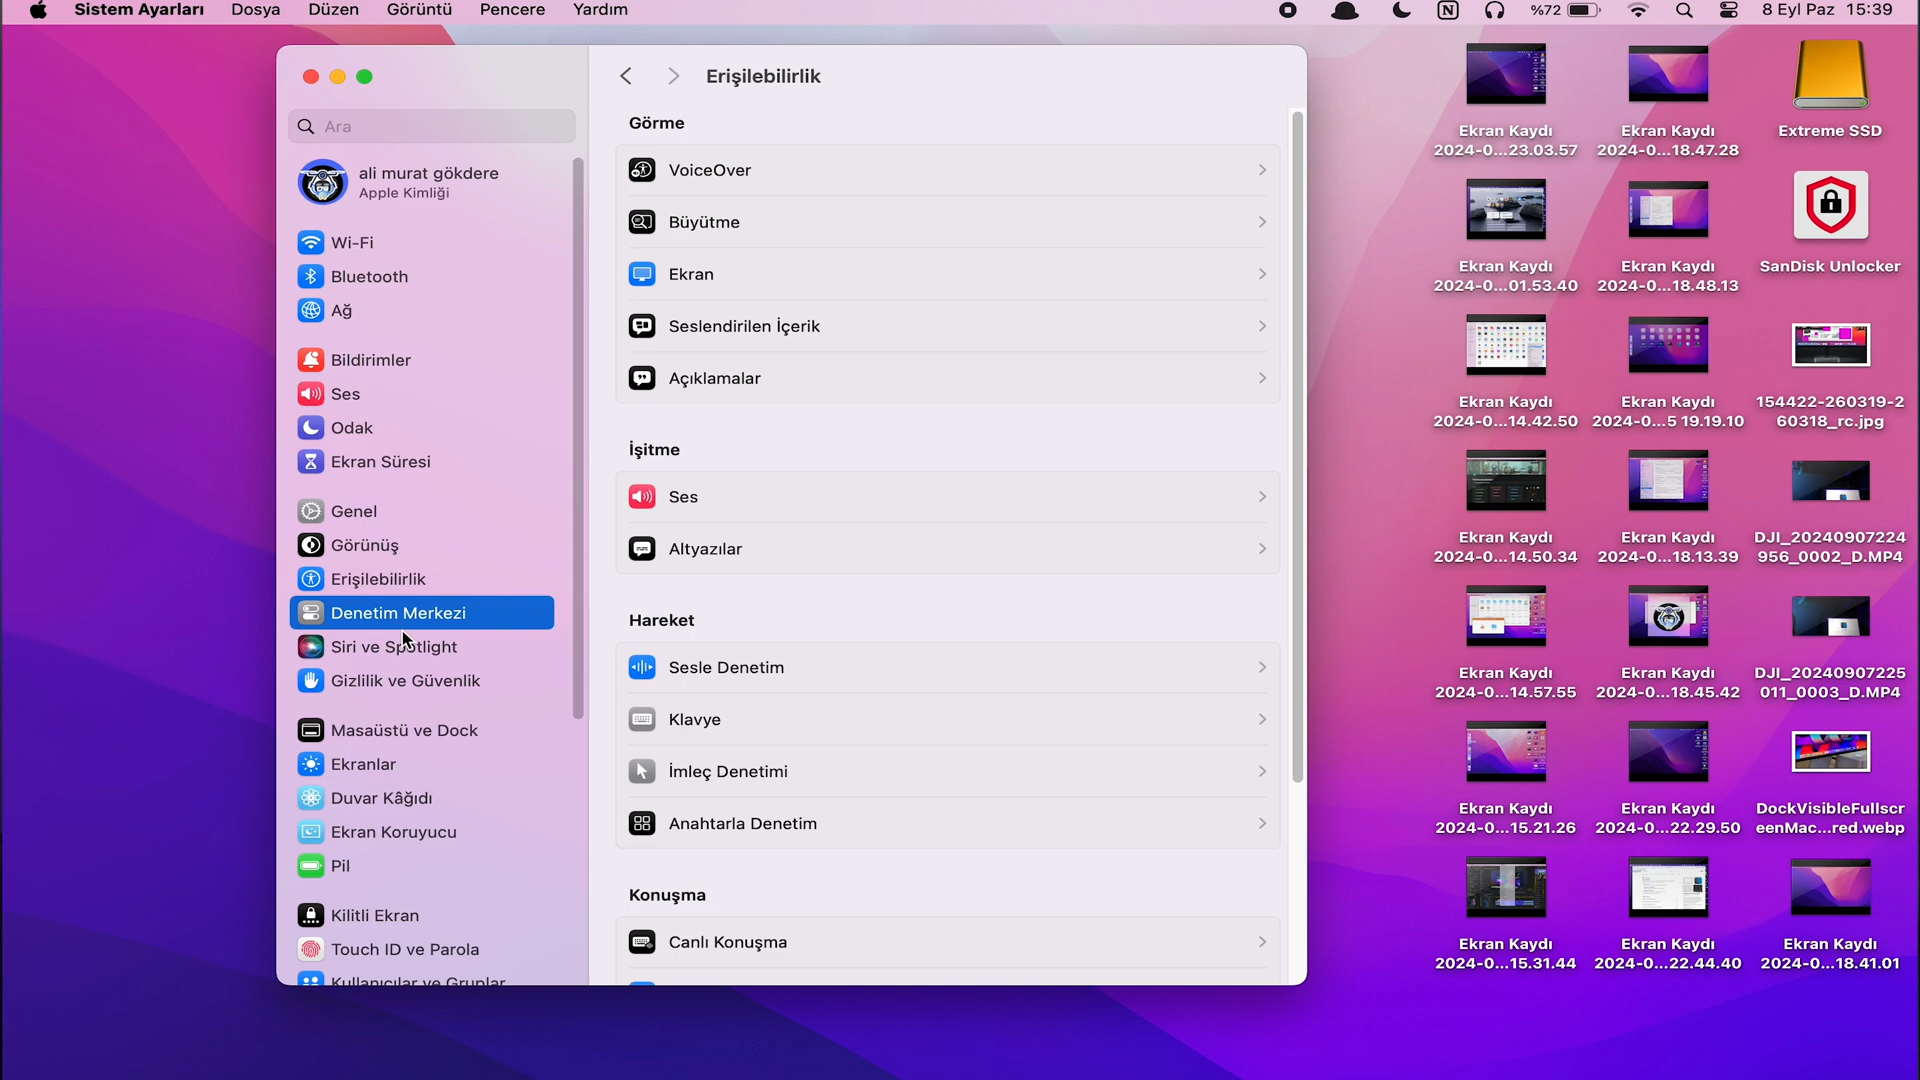 Sistem Ayarları Dosya Düzen Görüntü Pencere Yardım %72 8 Eyl Paz 15:39
Erişilebilirlik
Ara
ali murat gökdere
Apple Kimliği
Wi-Fi
Bluetooth
Ağ
Bildirimler
Ses
Odak
Ekran Süresi
Genel
Görünüş
Erişilebilirlik
Denetim Merkezi
Siri ve Spotlight
Gizlilik ve Güvenlik
Masaüstü ve Dock
Ekranlar
Duvar Kâğıdı
Ekran Koruyucu
Pil
Kilitli Ekran
Touch ID ve Parola
Kullanıcılar ve Gruplar
Görme
VoiceOver
Büyütme
Ekran
Seslendirilen İçerik
Açıklamalar
İşitme
Ses
Altyazılar
Hareket
Sesle Denetim
Klavye
İmleç Denetimi
Anahtarla Denetim
Konuşma
Canlı Konuşma
Ekran Kaydı
2024-0...23.03.57
Ekran Kaydı
2024-0...18.47.28
Extreme SSD
Ekran Kaydı
2024-0...01.53.40
Ekran Kaydı
2024-0...18.48.13
SanDisk Unlocker
Ekran Kaydı
2024-0...14.42.50
Ekran Kaydı
2024-0...5 19.19.10
154422-260319-2
60318_rc.jpg
Ekran Kaydı
2024-0...14.50.34
Ekran Kaydı
2024-0...18.13.39
DJI_20240907224
956_0002_D.MP4
Ekran Kaydı
2024-0...14.57.55
Ekran Kaydı
2024-0...18.45.42
DJI_20240907225
011_0003_D.MP4
Ekran Kaydı
2024-0...15.21.26
Ekran Kaydı
2024-0...22.29.50
DockVisibleFullscr
eenMac...red.webp
Ekran Kaydı
2024-0...15.31.44
Ekran Kaydı
2024-0...22.44.40
Ekran Kaydı
2024-0...18.41.01